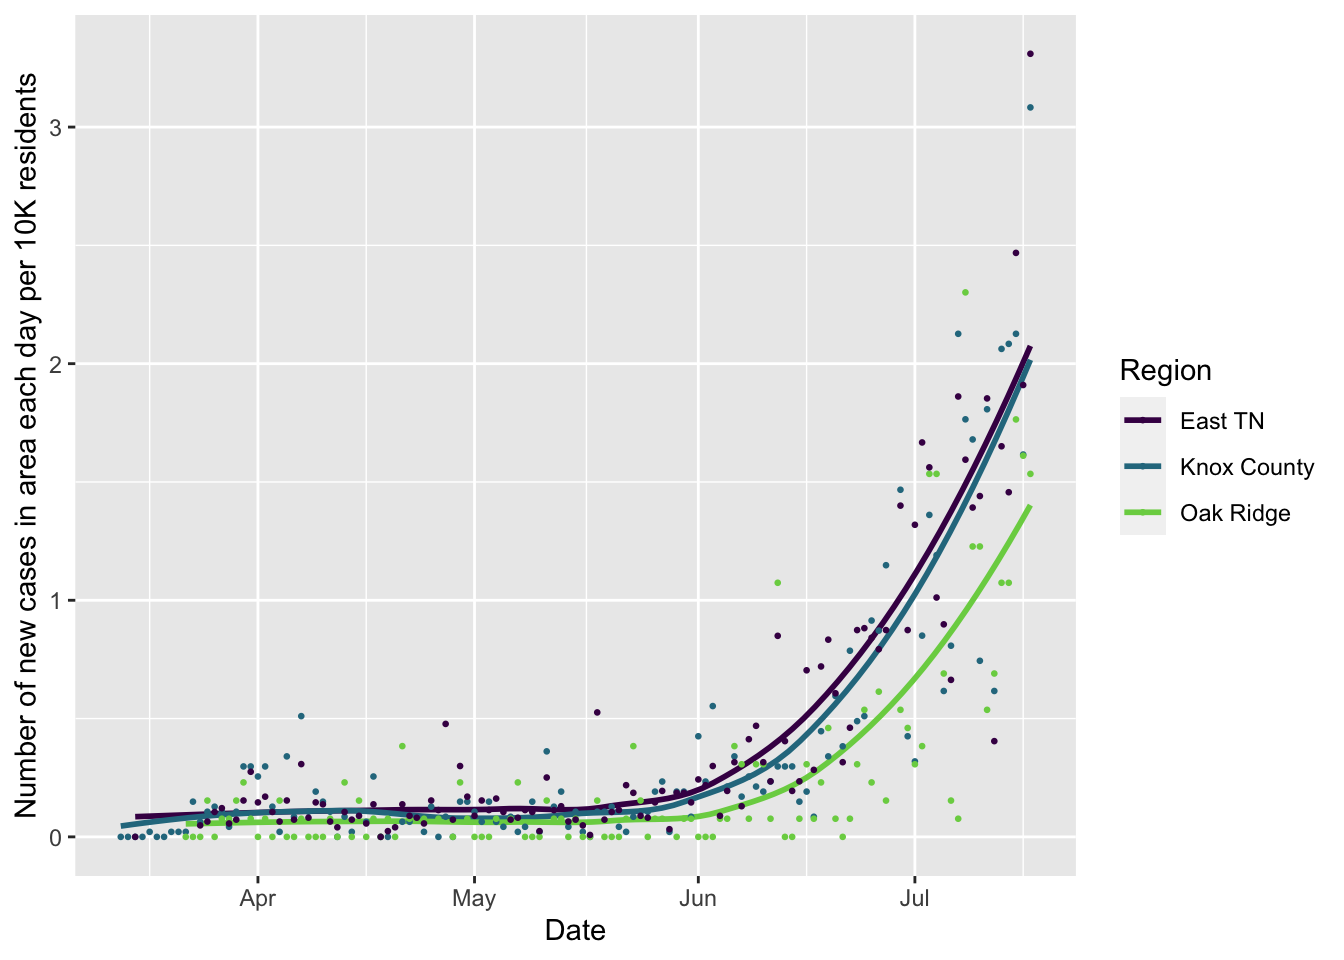 Number of new cases in area each day per 10K residents
3
2
1
0
Apr
May
Jun
Jul
Date
Region
East TN
Knox County
Oak Ridge